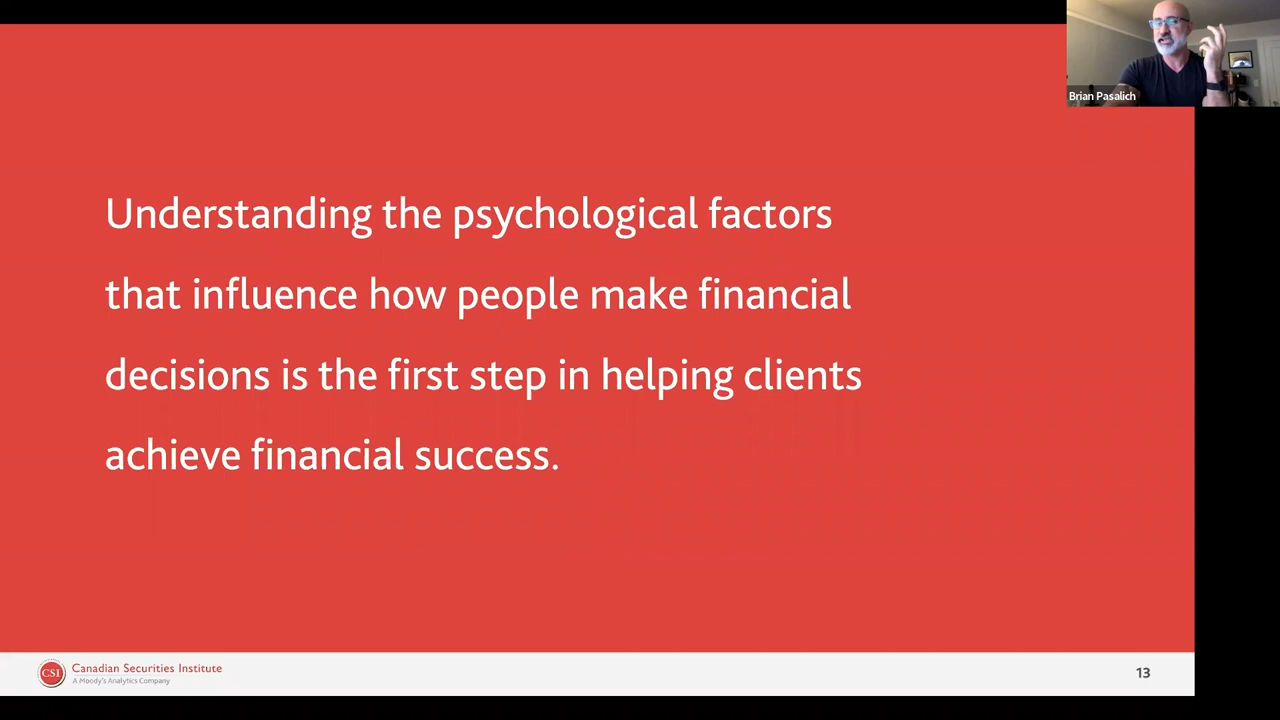 Brian Pasalich
Understanding the psychological factors
that influence how people make financial
decisions is the first step in helping clients
achieve financial success.
CSI
Canadian Securities Institute
A Moody's Analytics Company
13